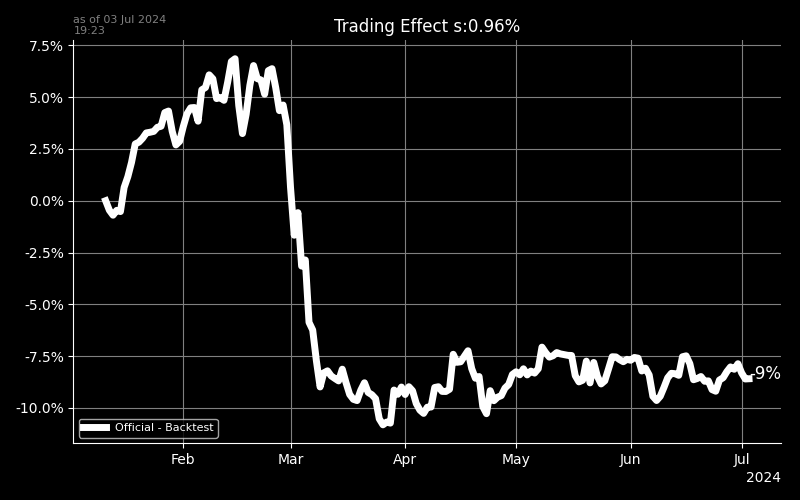 as of 03 Jul 2024
19:23
Trading Effect s:0.96%
7.5%
5.0%
2.5%
0.0%
-2.5%
-5.0%
-7.5%
-10.0%
-9%
Official - Backtest
Feb
Mar
Apr
May
Jun
Jul
2024